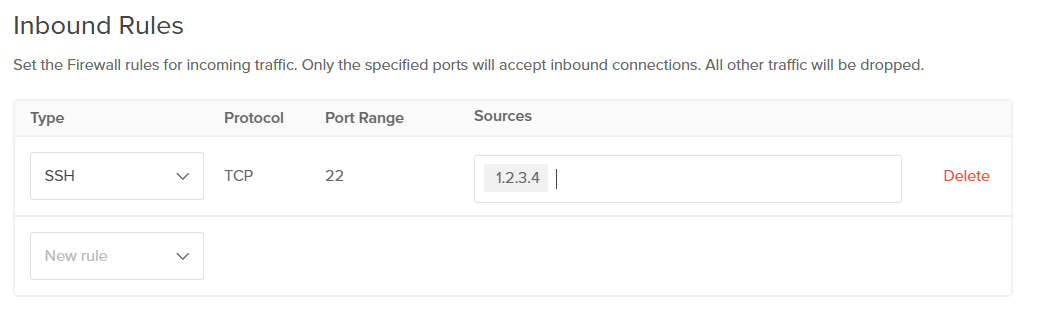 Inbound Rules
Set the Firewall rules for incoming traffic. Only the specified ports will accept inbound connections. All other traffic will be dropped.
Type Protocol Port Range Sources
SSH TCP 22 1.2.3.4 Delete
New rule